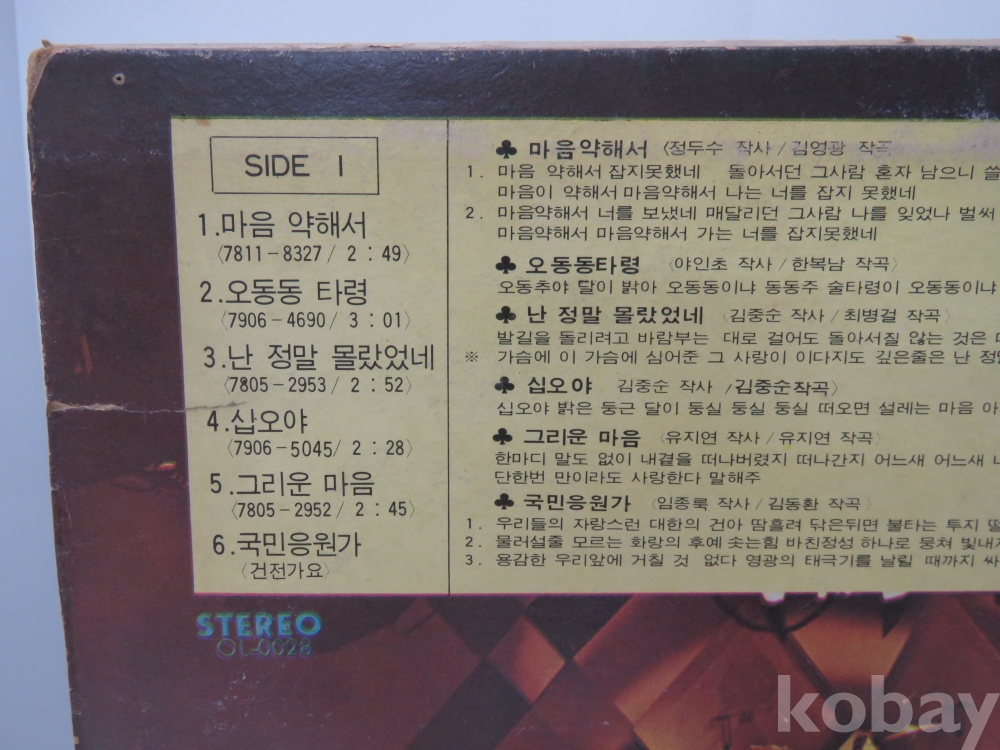 SIDE 1
1.마음 약해서
〈7811-8327/ 2 : 49〉
2.오동동 타령
〈7906-4690/ 3 : 01〉
3.난 정말 몰랐었네
〈7805-2953/ 2 : 52〉
4.십오야
〈7906-5045/ 2 : 28〉
5.그리운 마음
〈7805-2952/ 2 : 45〉
6.국민응원가
〈건전가요〉
♣ 마음약해서 〈정두수 작사/김영광 작곡
1. 마음 약해서 잡지못했네 돌아서던 그사람 혼자 남으니 쓸
마음이 약해서 마음약해서 나는 너를 잡지 못했네
2. 마음약해서 너를 보냈네 매달리던 그사람 나를 잊었나 벌써
마음약해서 마음약해서 가는 너를 잡지못했네
♣ 오동동타령 〈야인초 작사/한복남 작곡〉
오동추야 달이 밝아 오동동이냐 동동주 술타령이 오동동이냐
♣ 난 정말 몰랐었네 〈김중순 작사/최병걸 작곡〉
발길을 돌리려고 바람부는 대로 걸어도 돌아서질 않는 것은
※ 가슴에 이 가슴에 심어준 그 사랑이 이다지도 깊은줄은 난 정말
♣ 십오야 김중순 작사/김중순작곡〉
십오야 밝은 둥근 달이 둥실 둥실 둥실 떠오면 설레는 마음
♣ 그리운 마음 〈유지연 작사/유지연 작곡〉
한마디 말도 없이 내곁을 떠나버렸지 떠나간지 어느새 어느새
단한번 만이라도 사랑한다 말해주
♣ 국민응원가 〈임종룩 작사/김동환 작곡〉
1. 우리들의 자랑스런 대한의 건아 땀흘려 닦은뒤면 불타는 투지
2. 물러설줄 모르는 화랑의 후예 솟는힘 바친정성 하나로 뭉쳐 빛내
3. 용감한 우리앞에 거칠 것 없다 영광의 태극기를 날릴 때까지 싸
STEREO
OL-0028
kobay